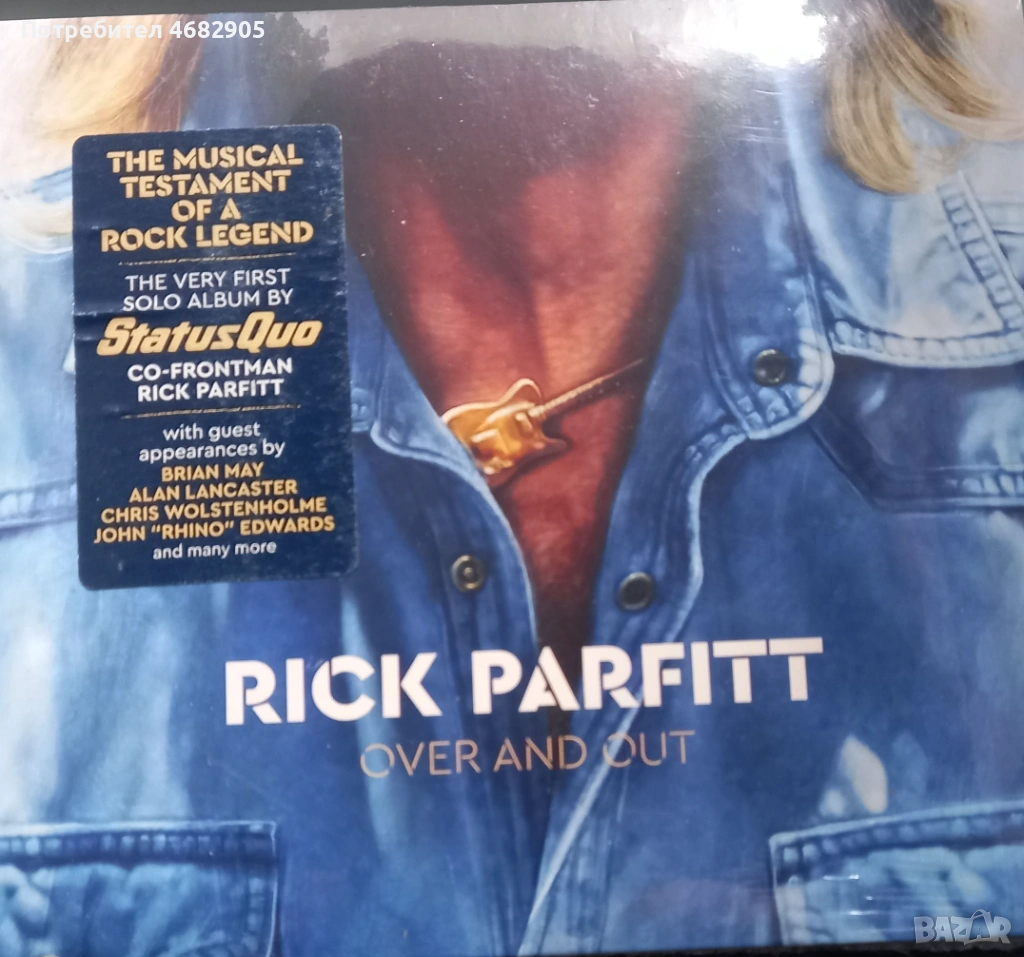 Потребител 4682905
THE MUSICAL
TESTAMENT
OF A
ROCK LEGEND
THE VERY FIRST
SOLO ALBUM BY
StatusQuo
CO-FRONTMAN
RICK PARFITT
with guest
appearances by
BRIAN MAY
ALAN LANCASTER
CHRIS WOLSTENHOLME
JOHN "RHINO" EDWARDS
and many more
RICK PARFITT
OVER AND OUT
BAZAR